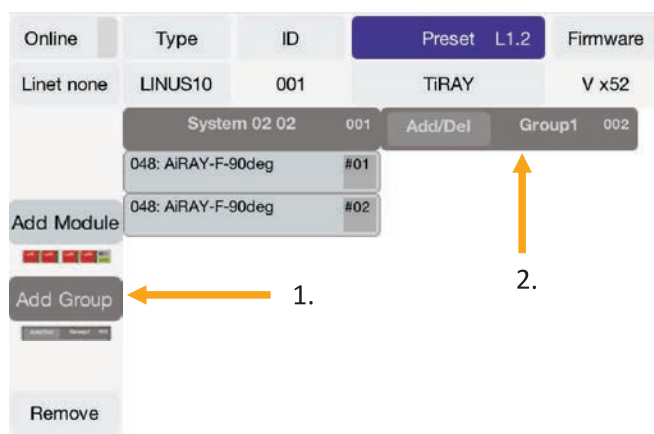 Online Type ID Preset L1.2 Firmware
Linet none LINUS10 001 TiRAY V x52
System 02 02 001 Add/Del Group1 002
048: AiRAY-F-90deg #01
048: AiRAY-F-90deg #02
Add Module
Add Group
1.
2.
Remove